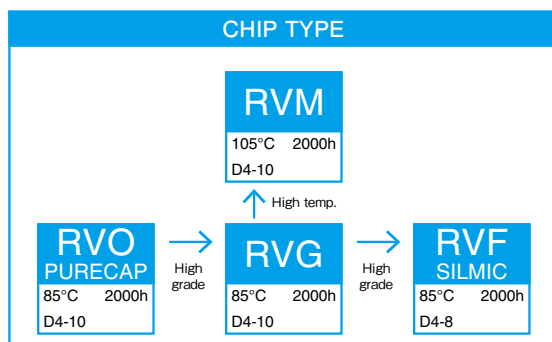 CHIP TYPE
RVM
105°C 2000h
D4-10
High temp.
RVO
PURECAP
85°C 2000h
D4-10
High
grade
RVG
85°C 2000h
D4-10
High
grade
RVF
SILMIC
85°C 2000h
D4-8